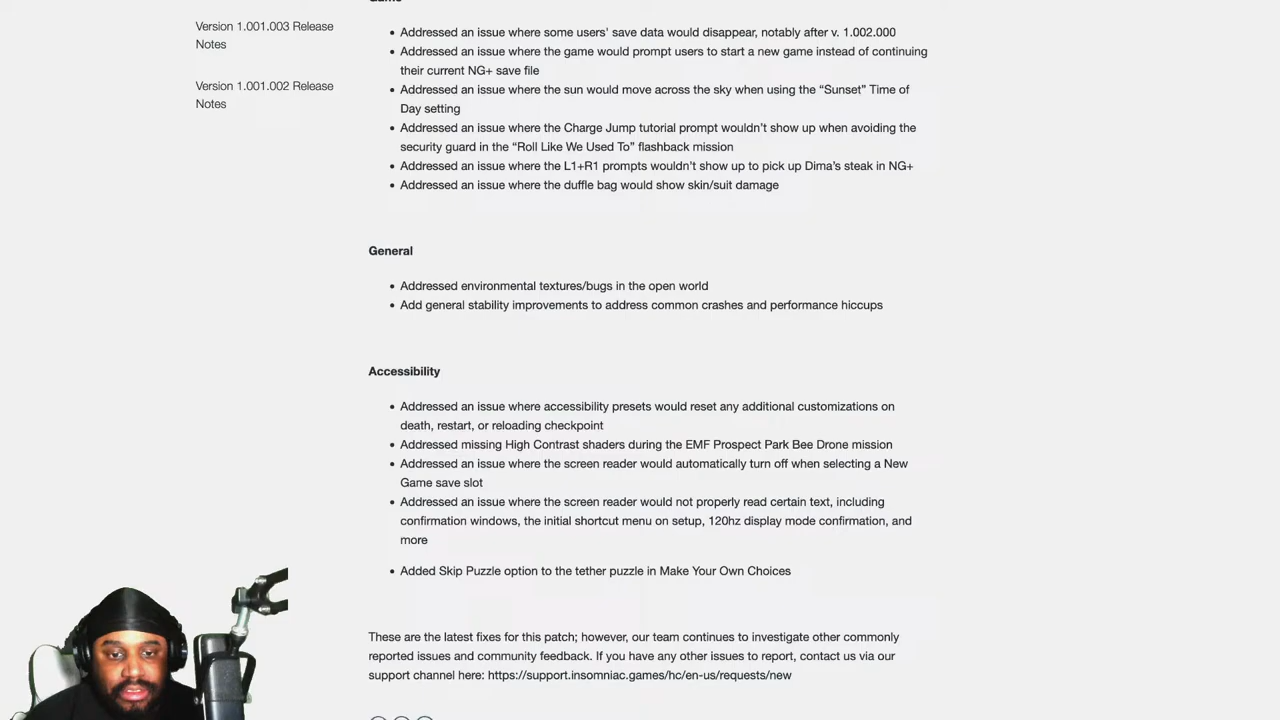 Game
Version 1.001.003 Release
Notes
Version 1.001.002 Release
Notes
• Addressed an issue where some users' save data would disappear, notably after v. 1.002.000
• Addressed an issue where the game would prompt users to start a new game instead of continuing
their current NG+ save file
• Addressed an issue where the sun would move across the sky when using the “Sunset” Time of
Day setting
• Addressed an issue where the Charge Jump tutorial prompt wouldn’t show up when avoiding the
security guard in the “Roll Like We Used To” flashback mission
• Addressed an issue where the L1+R1 prompts wouldn’t show up to pick up Dima’s steak in NG+
• Addressed an issue where the duffle bag would show skin/suit damage
General
• Addressed environmental textures/bugs in the open world
• Add general stability improvements to address common crashes and performance hiccups
Accessibility
• Addressed an issue where accessibility presets would reset any additional customizations on
death, restart, or reloading checkpoint
• Addressed missing High Contrast shaders during the EMF Prospect Park Bee Drone mission
• Addressed an issue where the screen reader would automatically turn off when selecting a New
Game save slot
• Addressed an issue where the screen reader would not properly read certain text, including
confirmation windows, the initial shortcut menu on setup, 120hz display mode confirmation, and
more
• Added Skip Puzzle option to the tether puzzle in Make Your Own Choices
These are the latest fixes for this patch; however, our team continues to investigate other commonly
reported issues and community feedback. If you have any other issues to report, contact us via our
support channel here: https://support.insomniac.games/hc/en-us/requests/new